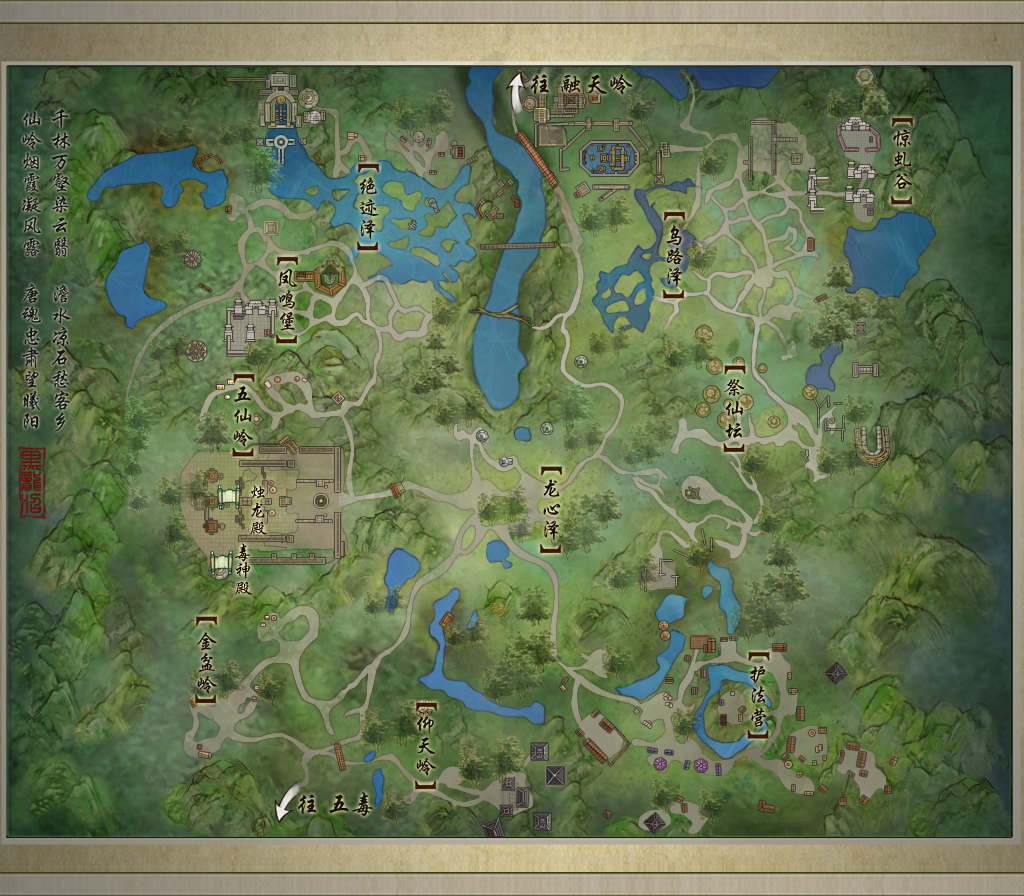 千林万壑染云翳
澹水凉石愁客乡
仙岭烟霞凝风露
唐魂忠肃望曦阳
往 融天岭
【惊虬谷】
【绝迹泽】
【乌路泽】
【凤鸣堡】
【五仙岭】
【祭仙坛】
【龙心泽】
烛龙殿
毒神殿
【金盆岭】
【护法营】
【仰天岭】
往 五毒